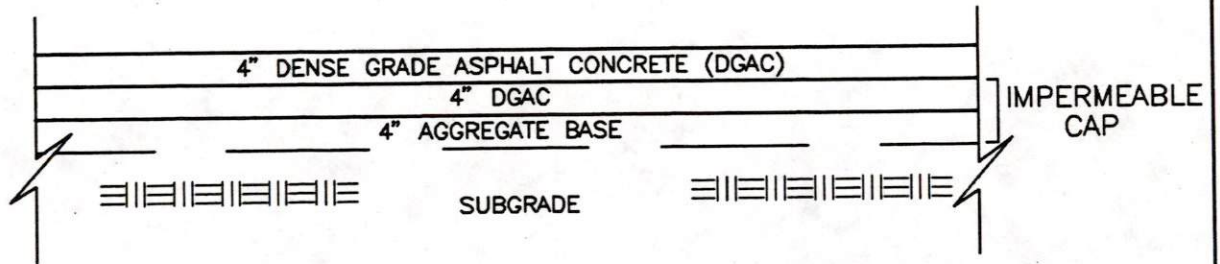 4" DENSE GRADE ASPHALT CONCRETE (DGAC)
4" DGAC
4" AGGREGATE BASE
IMPERMEABLE
CAP
SUBGRADE